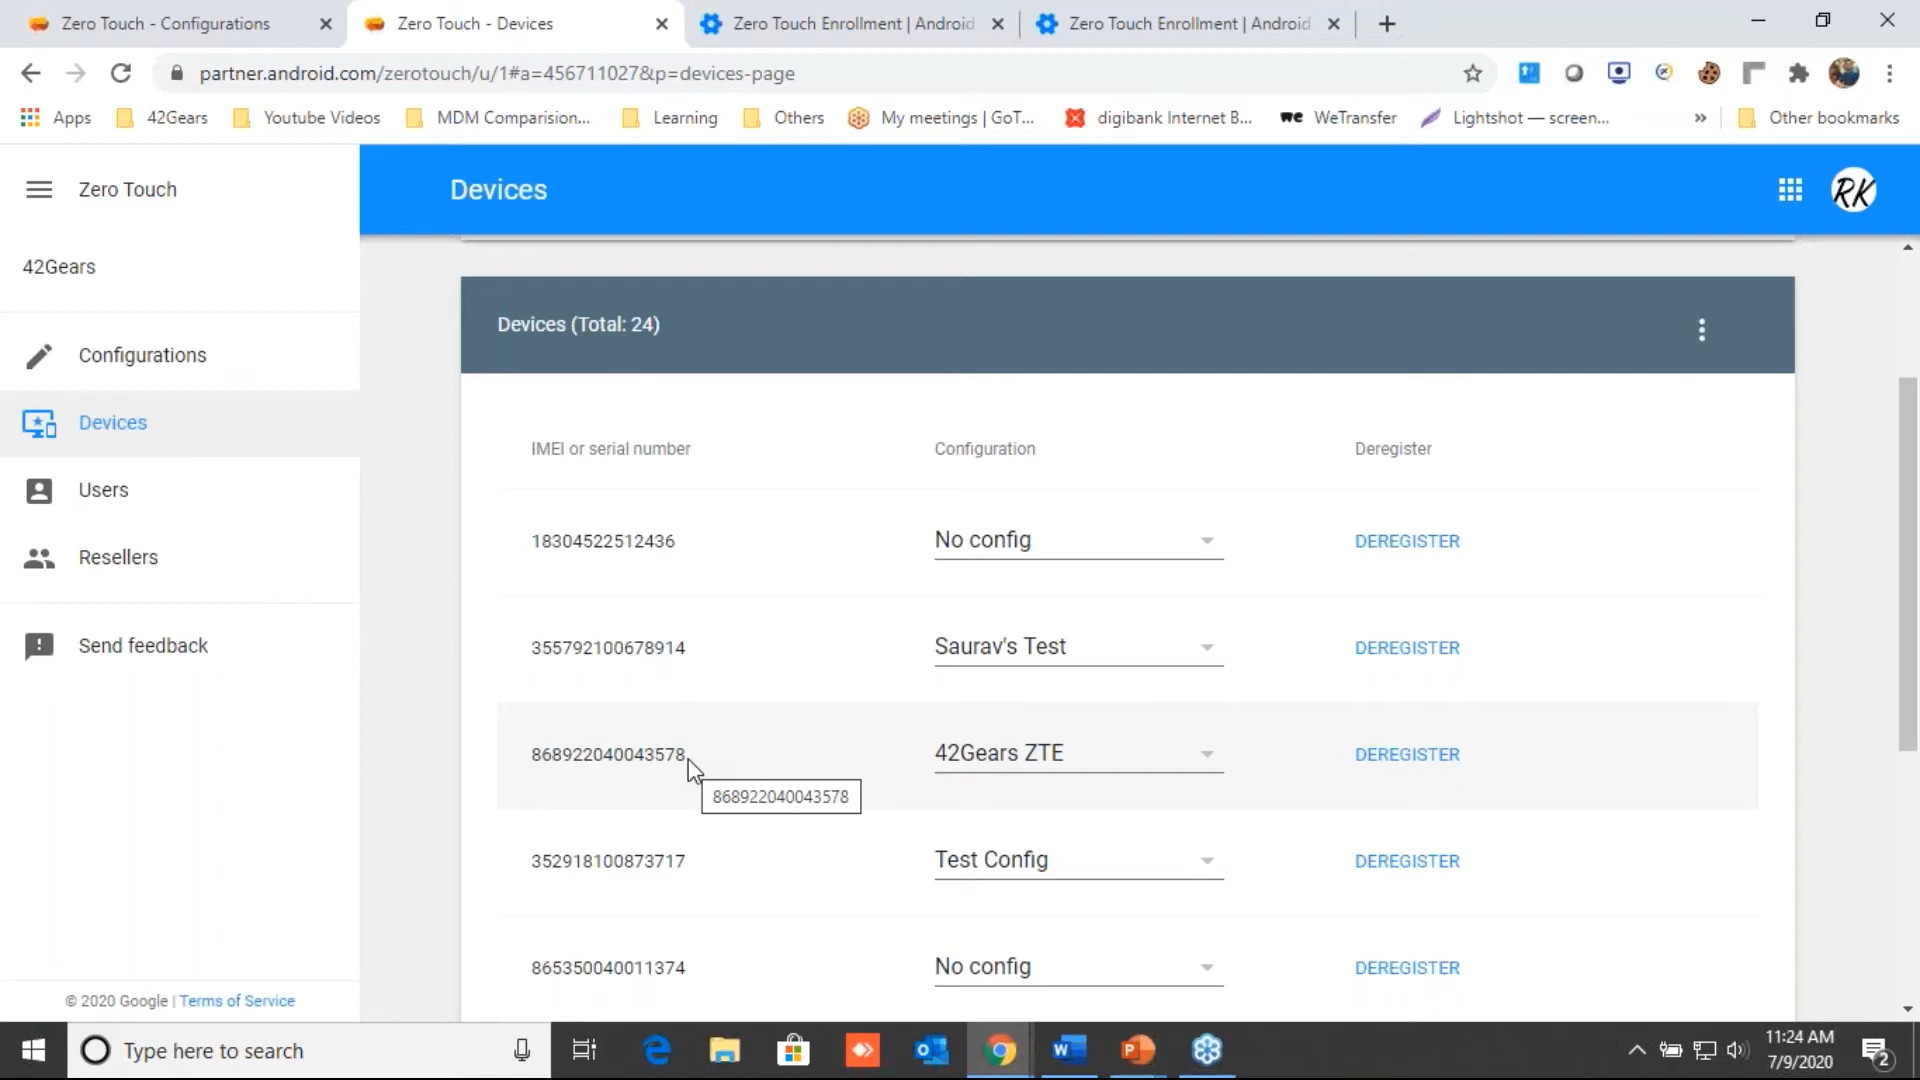 Zero Touch - Configurations
Zero Touch - Devices
Zero Touch Enrollment | Android
Zero Touch Enrollment | Android
partner.android.com/zerotouch/u/1#a=456711027&p=devices-page
Apps
42Gears
Youtube Videos
MDM Comparision...
Learning
Others
My meetings | GoT...
digibank Internet B...
we WeTransfer
Lightshot — screen...
»
Other bookmarks
Zero Touch
Devices
RK
42Gears
Configurations
Devices
Users
Resellers
Send feedback
© 2020 Google | Terms of Service
Devices (Total: 24)
IMEI or serial number Configuration Deregister
18304522512436 No config DEREGISTER
355792100678914 Saurav's Test DEREGISTER
868922040043578 42Gears ZTE DEREGISTER
868922040043578
352918100873717 Test Config DEREGISTER
865350040011374 No config DEREGISTER
Type here to search
11:24 AM
7/9/2020
2